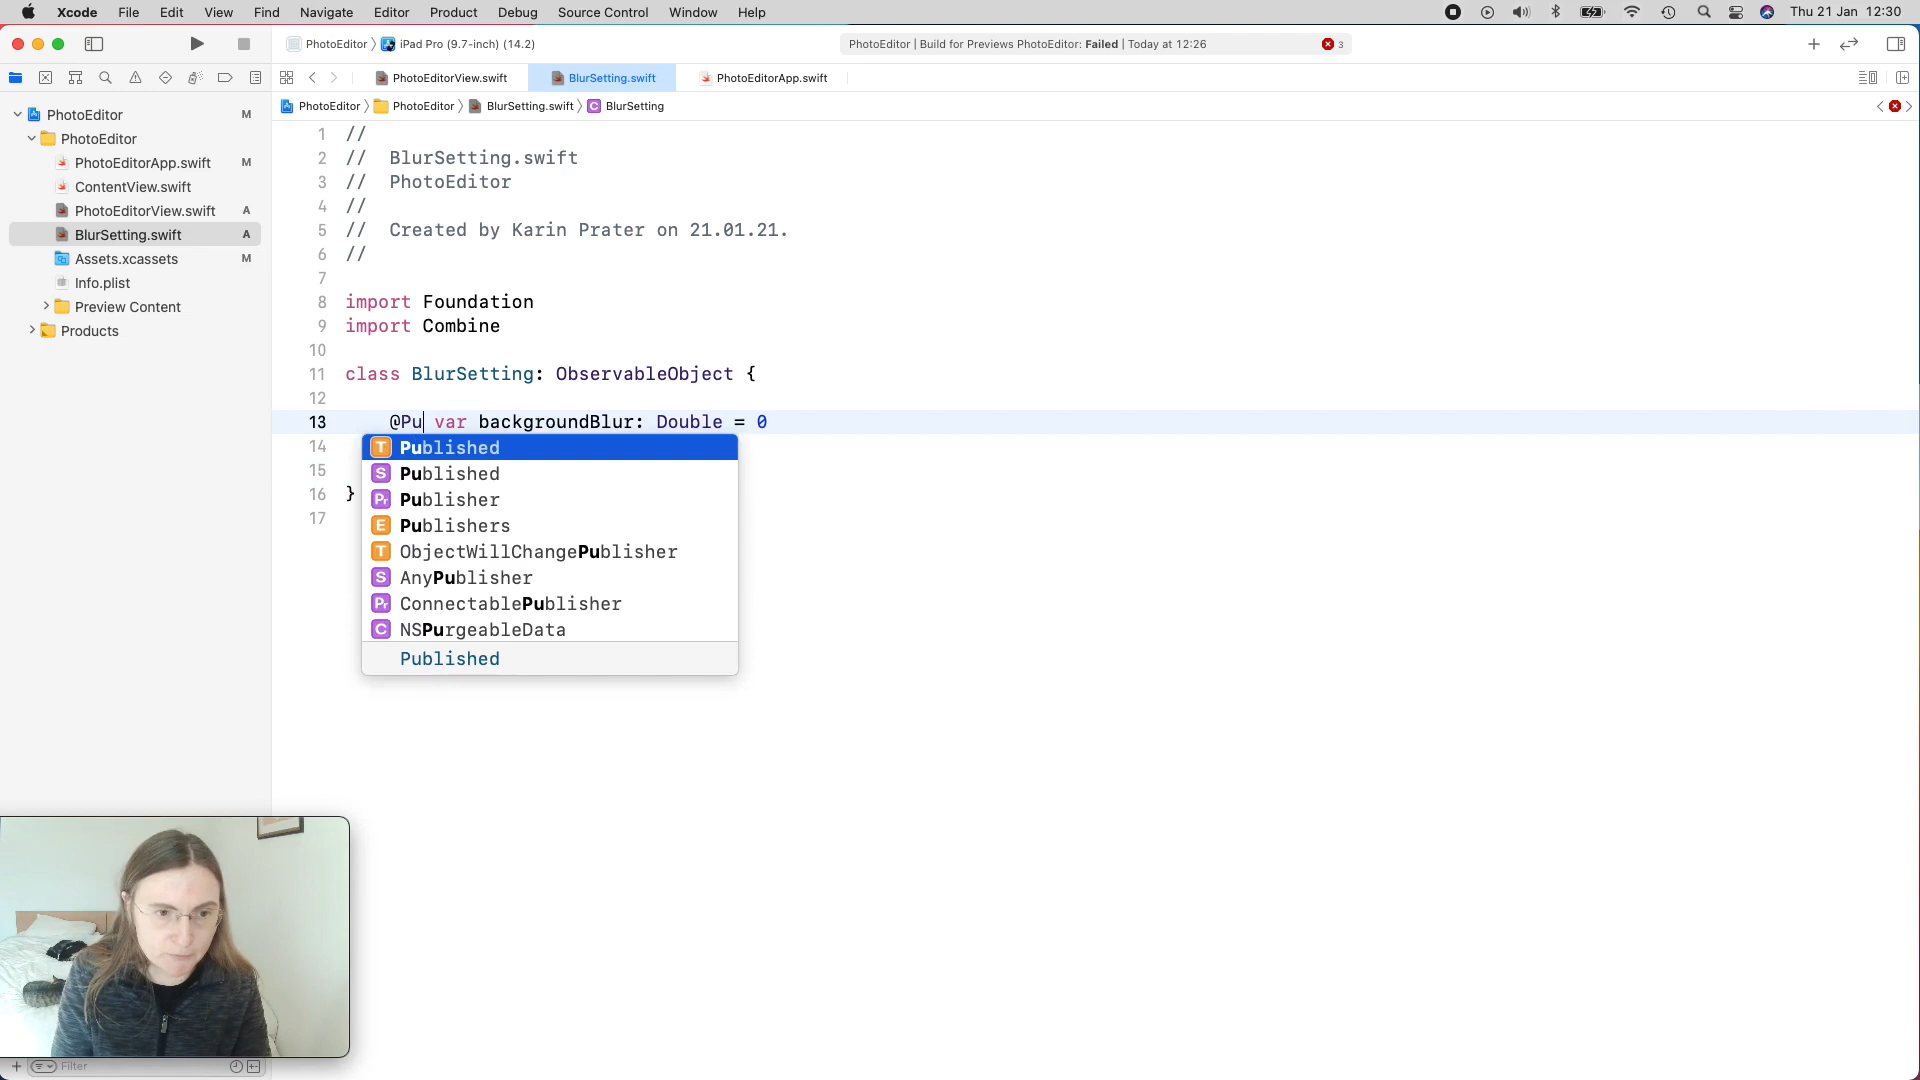 Xcode File Edit View Find Navigate Editor Product Debug Source Control Window Help Thu 21 Jan 12:30
PhotoEditor iPad Pro (9.7-inch) (14.2) PhotoEditor | Build for Previews PhotoEditor: Failed | Today at 12:26 3
PhotoEditorView.swift BlurSetting.swift PhotoEditorApp.swift
PhotoEditor PhotoEditor BlurSetting.swift C BlurSetting
PhotoEditor M
PhotoEditor
PhotoEditorApp.swift M
ContentView.swift
PhotoEditorView.swift A
BlurSetting.swift A
Assets.xcassets M
Info.plist
Preview Content
Products
Filter
1 //
2 // BlurSetting.swift
3 // PhotoEditor
4 //
5 // Created by Karin Prater on 21.01.21.
6 //
7
8 import Foundation
9 import Combine
10
11 class BlurSetting: ObservableObject {
12
13 @Pu var backgroundBlur: Double = 0
14
15
16 }
17
T Published
S Published
Pr Publisher
E Publishers
T ObjectWillChangePublisher
S AnyPublisher
Pr ConnectablePublisher
C NSPurgeableData
Published